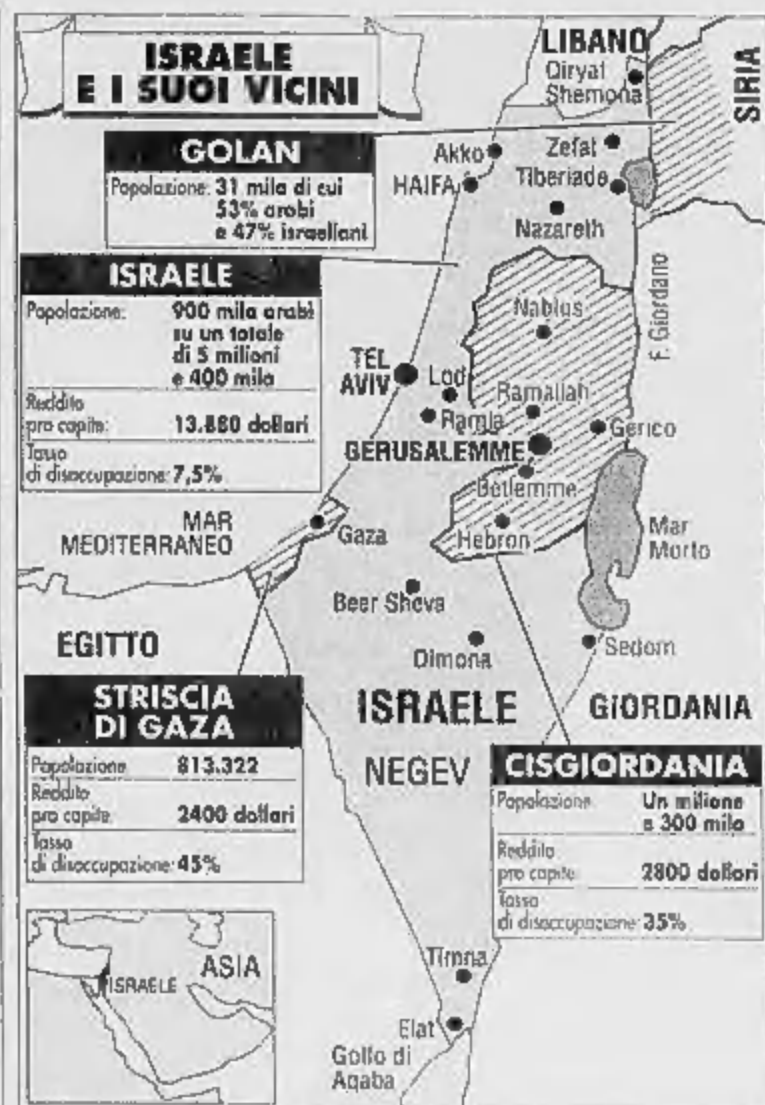 ISRAELE
E I SUOI VICINI
LIBANO
Qiryat
Shemona
SIRIA
GOLAN
Popolazione: 31 mila di cui
53% arabi
e 47% israeliani
Akko
Zefat
HAIFA
Tiberiade
Nazareth
ISRAELE
Popolazione: 900 mila arabi
su un totale
di 5 milioni
e 400 mila
Reddito
pro capite: 13.880 dollari
Tasso
di disoccupazione: 7,5%
F. Giordano
Nablus
TEL
AVIV
Lod
Ramallah
Ramla
Gerico
GERUSALEMME
Betlemme
MAR
MEDITERRANEO
Gaza
Hebron
Mar
Morto
Beer Sheva
EGITTO
Dimona
Sedom
STRISCIA
DI GAZA
Popolazione 813.322
Reddito
pro capite 2400 dollari
Tasso
di disoccupazione: 45%
ISRAELE
GIORDANIA
NEGEV
CISGIORDANIA
Popolazione Un milione
e 300 mila
Reddito
pro capite 2800 dollari
Tasso
di disoccupazione: 35%
ASIA
ISRAELE
Timna
Elat
Golfo di
Aqaba